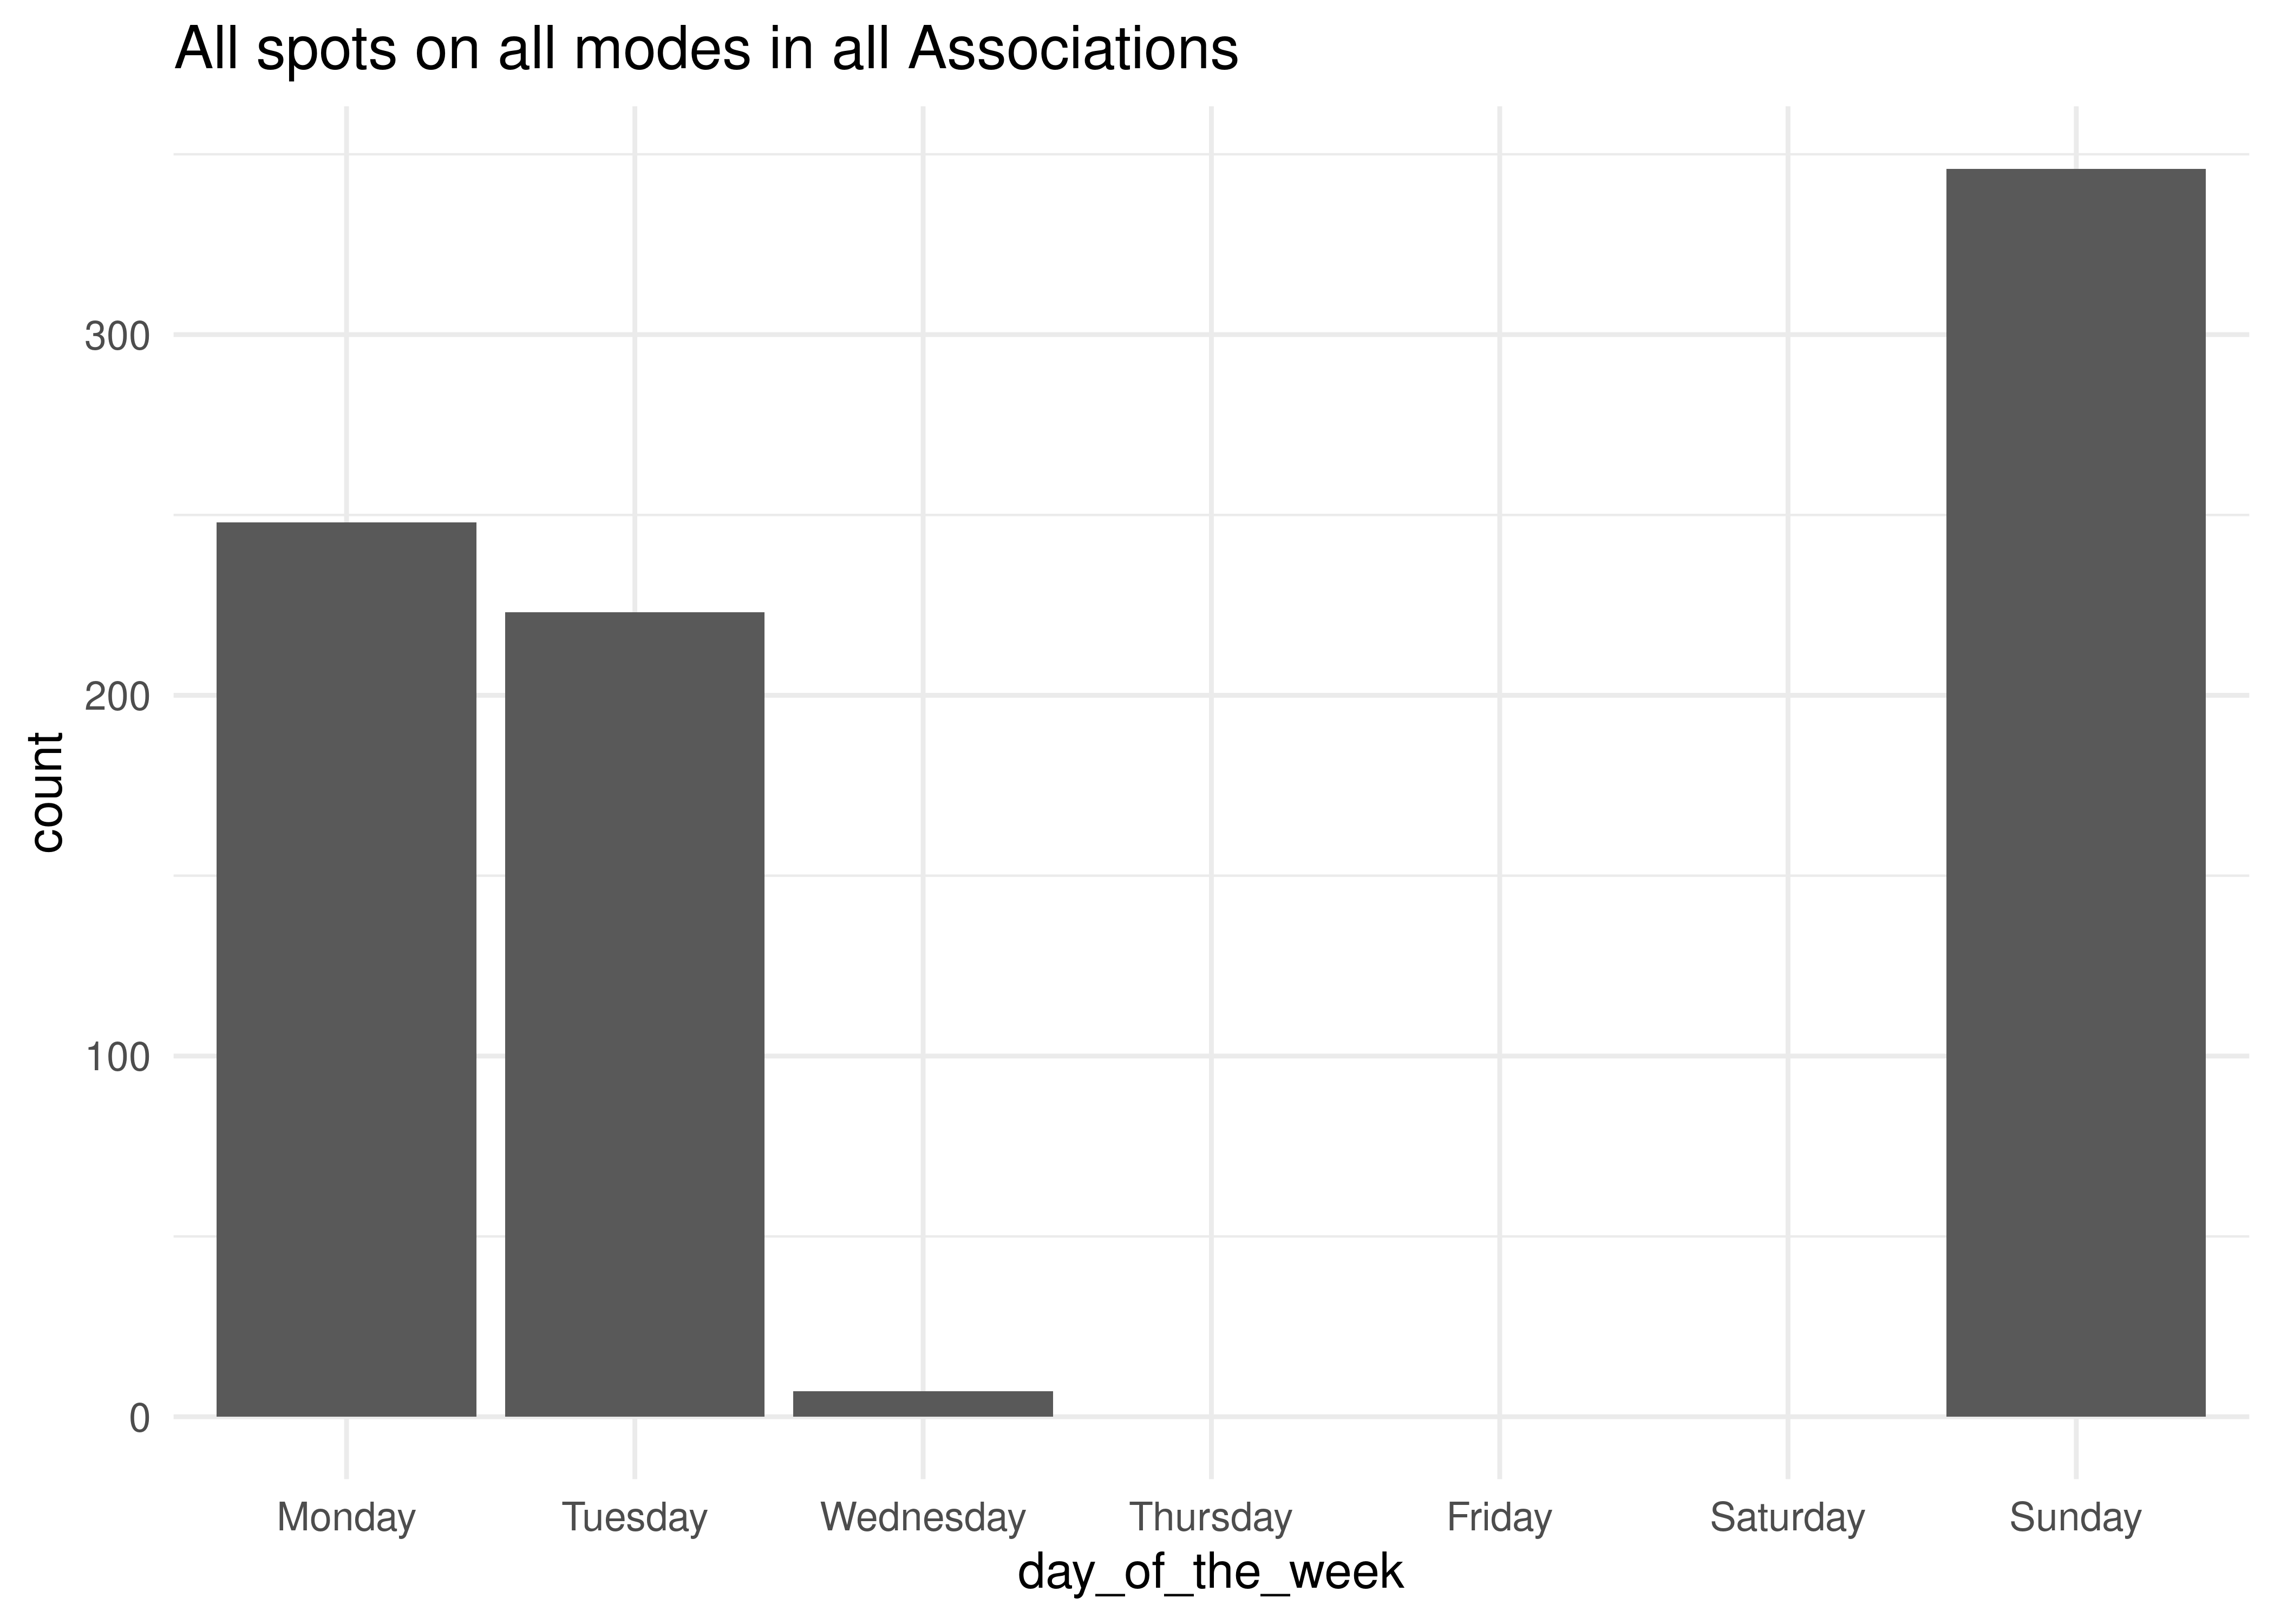 All spots on all modes in all Associations
300
200
100
0
count
Monday Tuesday Wednesday Thursday Friday Saturday Sunday
day_of_the_week